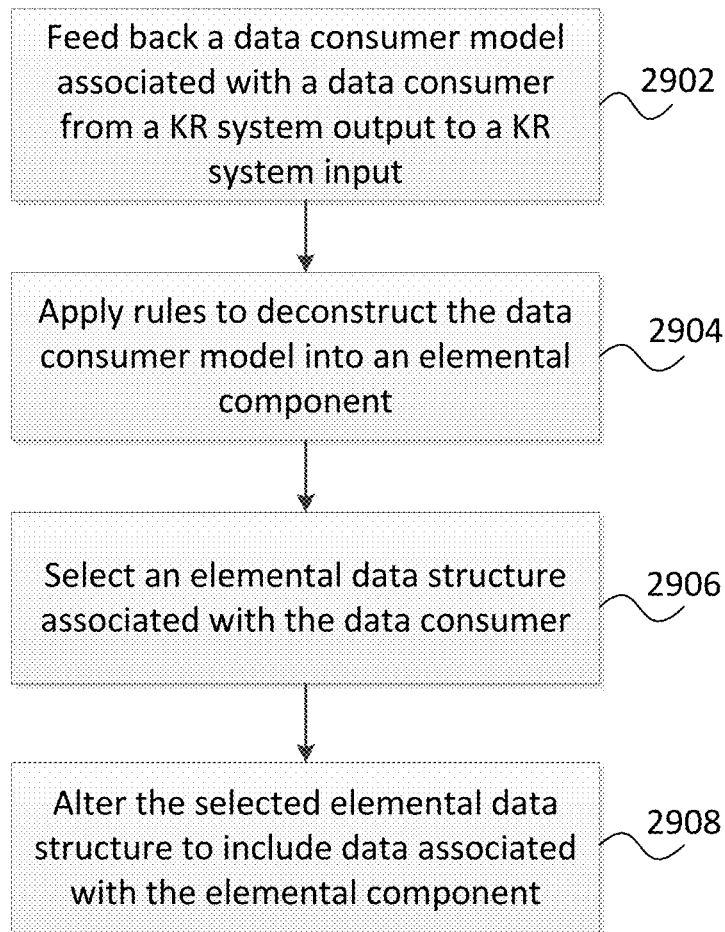 Feed back a data consumer model
associated with a data consumer
from a KR system output to a KR
system input
2902
Apply rules to deconstruct the data
consumer model into an elemental
component
2904
Select an elemental data structure
associated with the data consumer
2906
Alter the selected elemental data
structure to include data associated
with the elemental component
2908